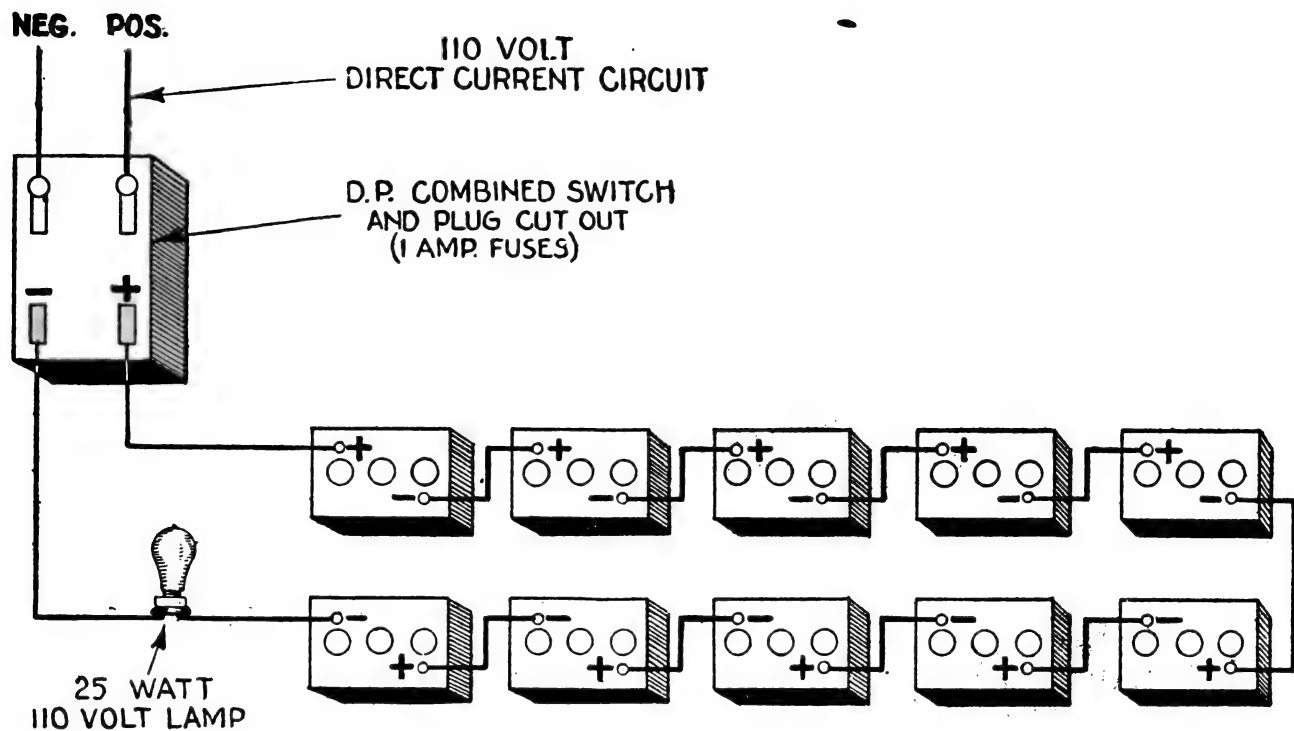 NEG. POS.
110 VOLT
DIRECT CURRENT CIRCUIT
D.P. COMBINED SWITCH
AND PLUG CUT OUT
(1 AMP. FUSES)
- +
+ + + + +
- - - - -
- - - - -
+ + + + +
25 WATT
110 VOLT LAMP